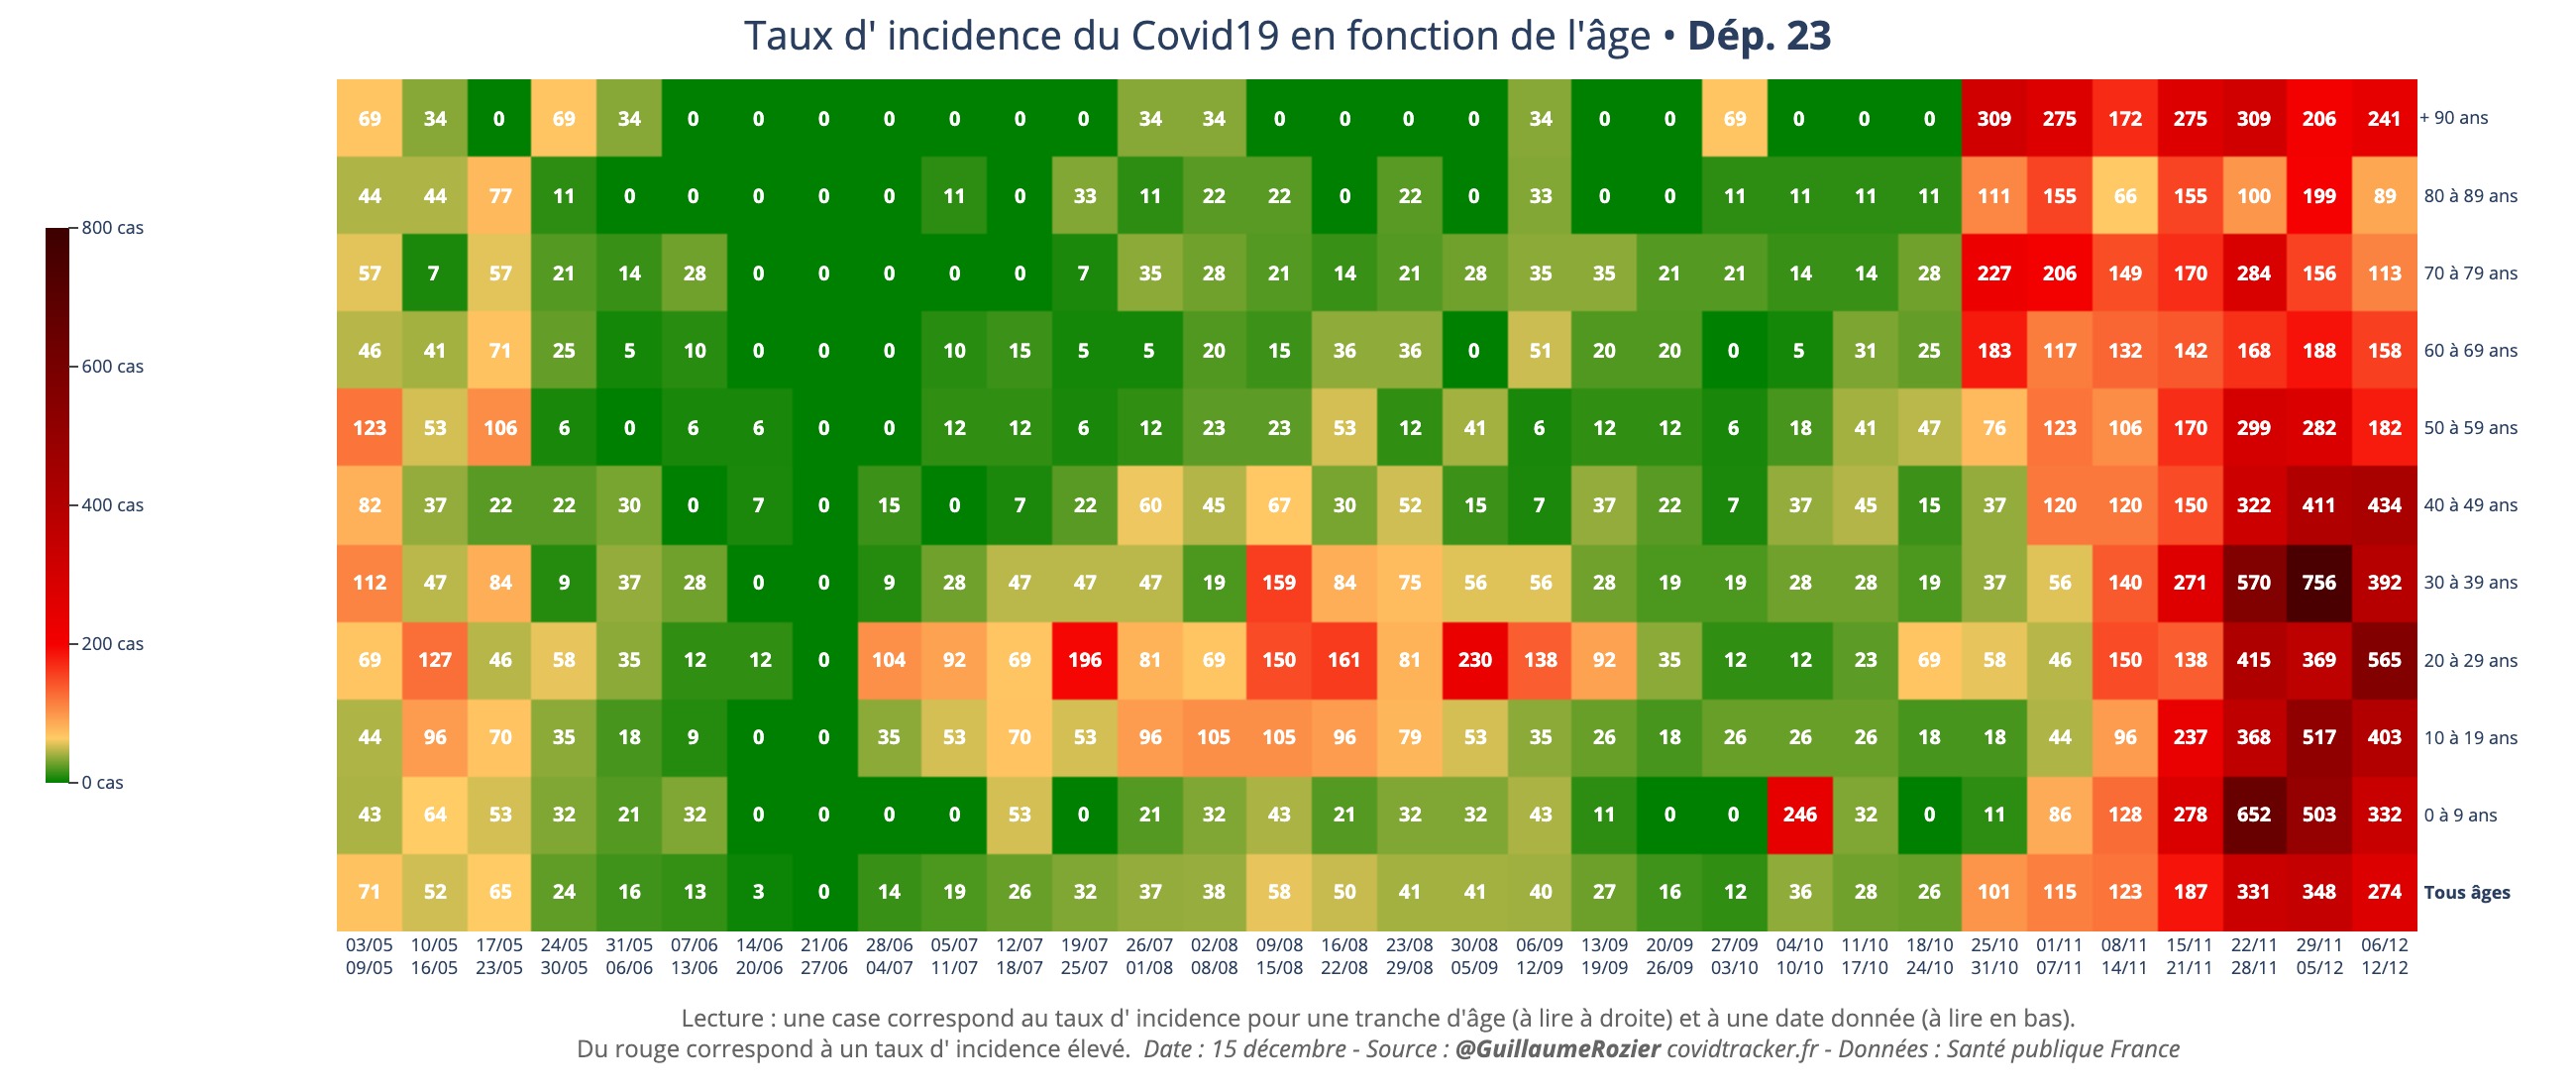 Taux d' incidence du Covid19 en fonction de l'âge • Dép. 23
800 cas
600 cas
400 cas
200 cas
0 cas
69 34 0 69 34 0 0 0 0 0 0 0 34 34 0 0 0 0 34 0 0 69 0 0 0 309 275 172 275 309 206 241 + 90 ans
44 44 77 11 0 0 0 0 0 11 0 33 11 22 22 0 22 0 33 0 0 11 11 11 11 111 155 66 155 100 199 89 80 à 89 ans
57 7 57 21 14 28 0 0 0 0 0 7 35 28 21 14 21 28 35 35 21 21 14 14 28 227 206 149 170 284 156 113 70 à 79 ans
46 41 71 25 5 10 0 0 0 10 15 5 5 20 15 36 36 0 51 20 20 0 5 31 25 183 117 132 142 168 188 158 60 à 69 ans
123 53 106 6 0 6 6 0 0 12 12 6 12 23 23 53 12 41 6 12 12 6 18 41 47 76 123 106 170 299 282 182 50 à 59 ans
82 37 22 22 30 0 7 0 15 0 7 22 60 45 67 30 52 15 7 37 22 7 37 45 15 37 120 120 150 322 411 434 40 à 49 ans
112 47 84 9 37 28 0 0 9 28 47 47 47 19 159 84 75 56 56 28 19 19 28 28 19 37 56 140 271 570 756 392 30 à 39 ans
69 127 46 58 35 12 12 0 104 92 69 196 81 69 150 161 81 230 138 92 35 12 12 23 69 58 46 150 138 415 369 565 20 à 29 ans
44 96 70 35 18 9 0 0 35 53 70 53 96 105 105 96 79 53 35 26 18 26 26 26 18 18 44 96 237 368 517 403 10 à 19 ans
43 64 53 32 21 32 0 0 0 0 53 0 21 32 43 21 32 32 43 11 0 0 246 32 0 11 86 128 278 652 503 332 0 à 9 ans
71 52 65 24 16 13 3 0 14 19 26 32 37 38 58 50 41 41 40 27 16 12 36 28 26 101 115 123 187 331 348 274 Tous âges
03/05 10/05 17/05 24/05 31/05 07/06 14/06 21/06 28/06 05/07 12/07 19/07 26/07 02/08 09/08 16/08 23/08 30/08 06/09 13/09 20/09 27/09 04/10 11/10 18/10 25/10 01/11 08/11 15/11 22/11 29/11 06/12
09/05 16/05 23/05 30/05 06/06 13/06 20/06 27/06 04/07 11/07 18/07 25/07 01/08 08/08 15/08 22/08 29/08 05/09 12/09 19/09 26/09 03/10 10/10 17/10 24/10 31/10 07/11 14/11 21/11 28/11 05/12 12/12
Lecture : une case correspond au taux d' incidence pour une tranche d'âge (à lire à droite) et à une date donnée (à lire en bas).
Du rouge correspond à un taux d' incidence élevé. Date : 15 décembre - Source : @GuillaumeRozier covidtracker.fr - Données : Santé publique France